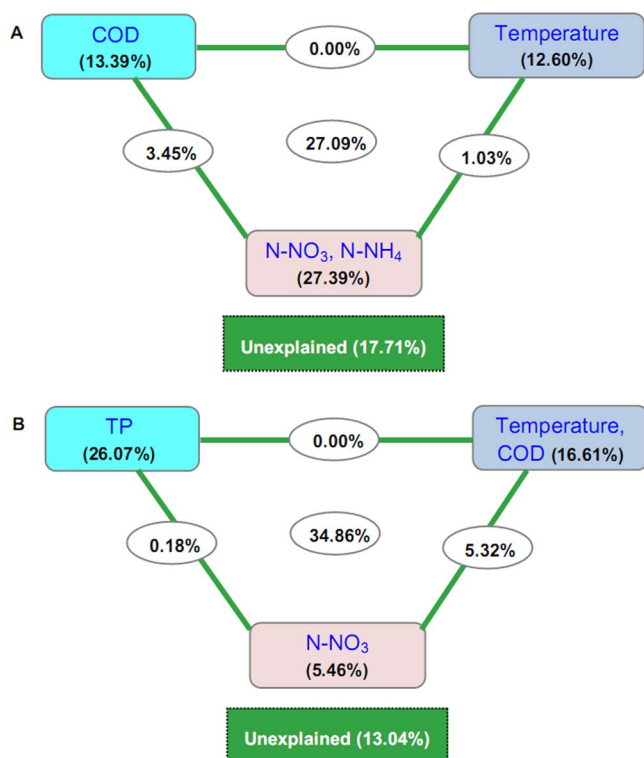 A
COD
(13.39%)
0.00%
Temperature
(12.60%)
3.45%
27.09%
1.03%
N-NO₃, N-NH₄
(27.39%)
Unexplained (17.71%)
B
TP
(26.07%)
0.00%
Temperature,
COD (16.61%)
0.18%
34.86%
5.32%
N-NO₃
(5.46%)
Unexplained (13.04%)